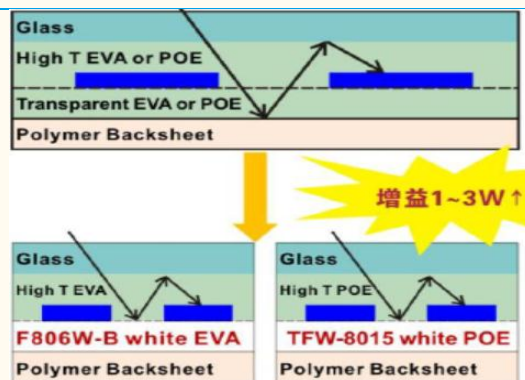 Glass
High T EVA or POE
Transparent EVA or POE
Polymer Backsheet
增益1~3W↑
Glass
High T EVA
F806W-B white EVA
Polymer Backsheet
Glass
High T POE
TFW-8015 white POE
Polymer Backsheet